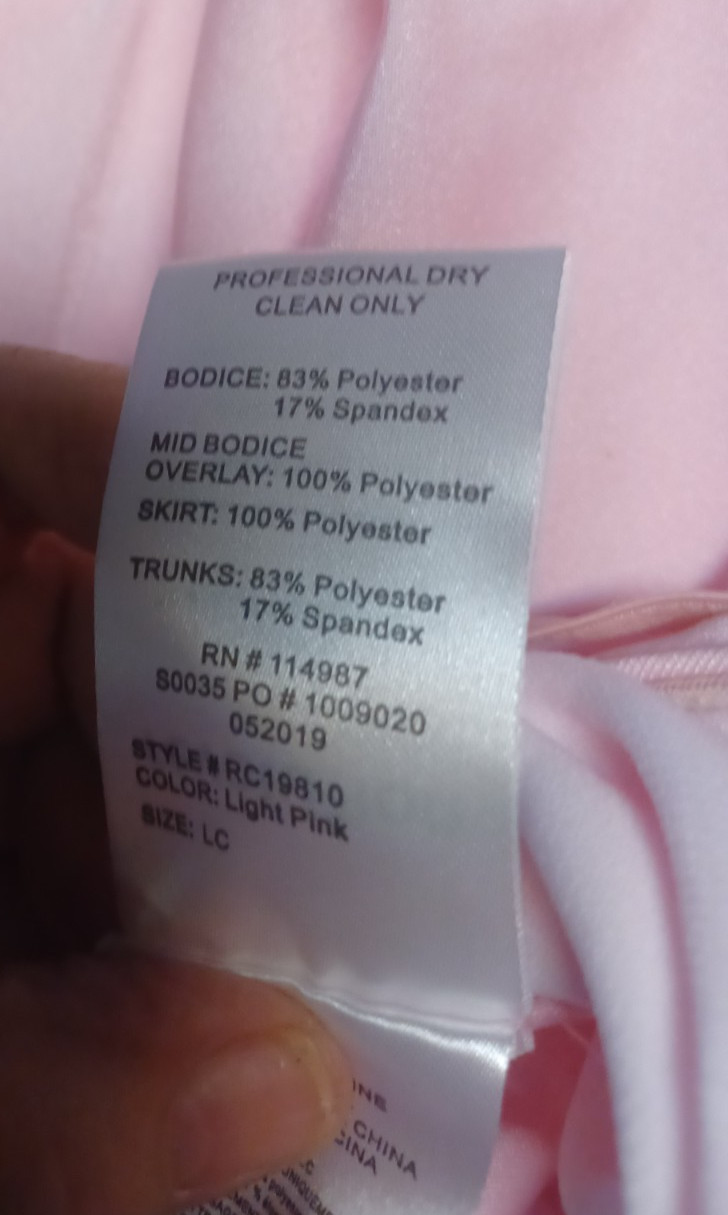 PROFESSIONAL DRY
CLEAN ONLY
BODICE: 83% Polyester
17% Spandex
MID BODICE
OVERLAY: 100% Polyester
SKIRT: 100% Polyester
TRUNKS: 83% Polyester
17% Spandex
RN # 114987
S0035 PO # 1009020
052019
STYLE # RC19810
COLOR: Light Pink
SIZE: LC
CHINA